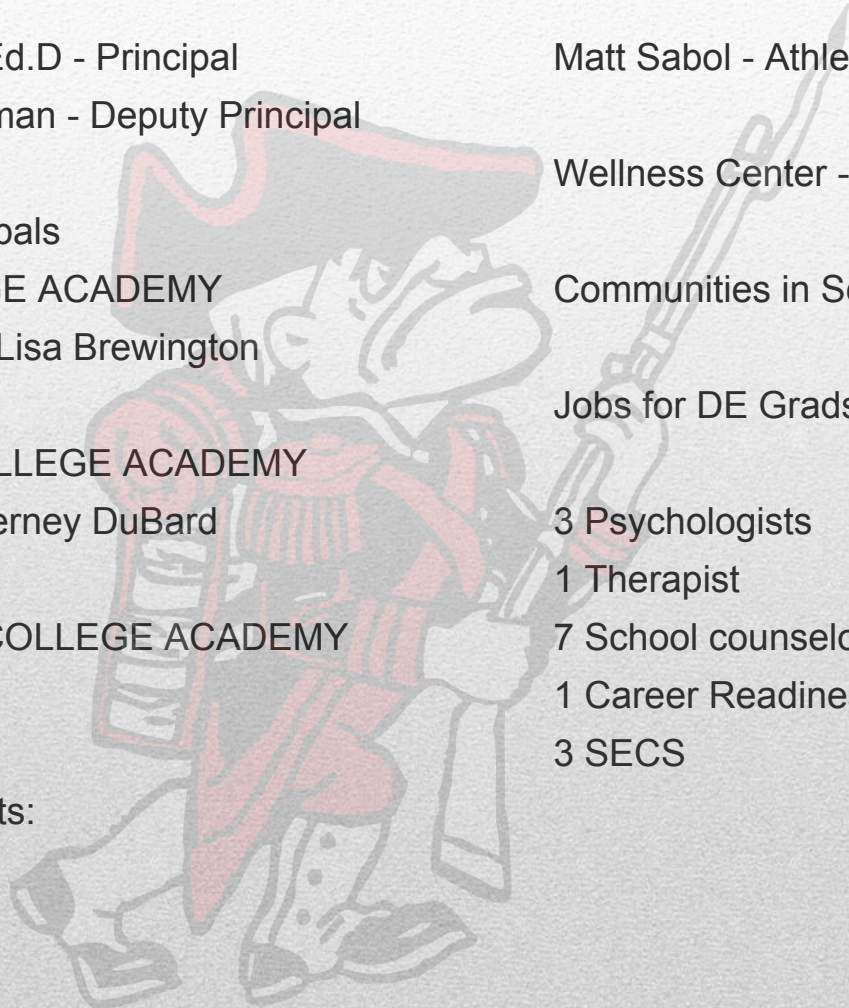 Ed.D - Principal
man - Deputy Principal
pals
GE ACADEMY
Lisa Brewington
LLEGE ACADEMY
erney DuBard
COLLEGE ACADEMY
ts:
Matt Sabol - Athle
Wellness Center -
Communities in Sc
Jobs for DE Grads
3 Psychologists
1 Therapist
7 School counselo
1 Career Readine
3 SECS